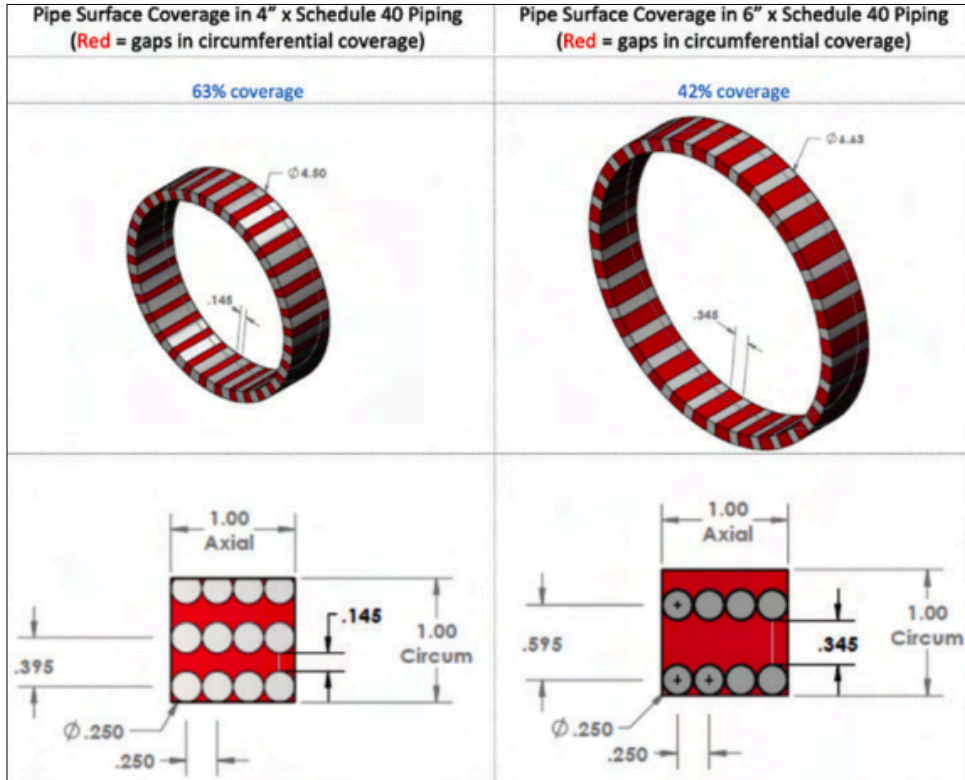 Pipe Surface Coverage in 4” x Schedule 40 Piping
(Red = gaps in circumferential coverage)
Pipe Surface Coverage in 6” x Schedule 40 Piping
(Red = gaps in circumferential coverage)
63% coverage
42% coverage
Ø4.50
.145
Ø6.63
.345
1.00
Axial
.145
1.00
Circum
.395
Ø.250
.250
1.00
Axial
.595
.345
1.00
Circum
Ø.250
.250